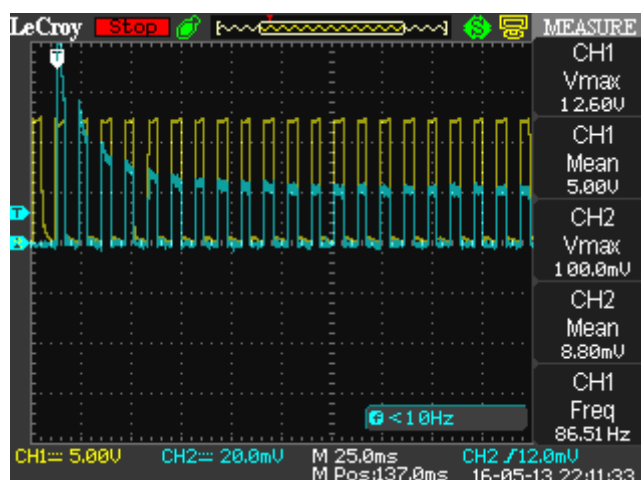 LeCroy Stop MEASURE
T
CH1
Vmax
12.60V
CH1
Mean
5.00V
CH2
Vmax
100.0mV
CH2
Mean
8.80mV
CH1
Freq
86.51Hz
T
f <10Hz
CH1 5.00V CH2 20.0mV M 25.0ms CH2 12.0mV
M Pos:137.0ms 16-05-13 22:11:33